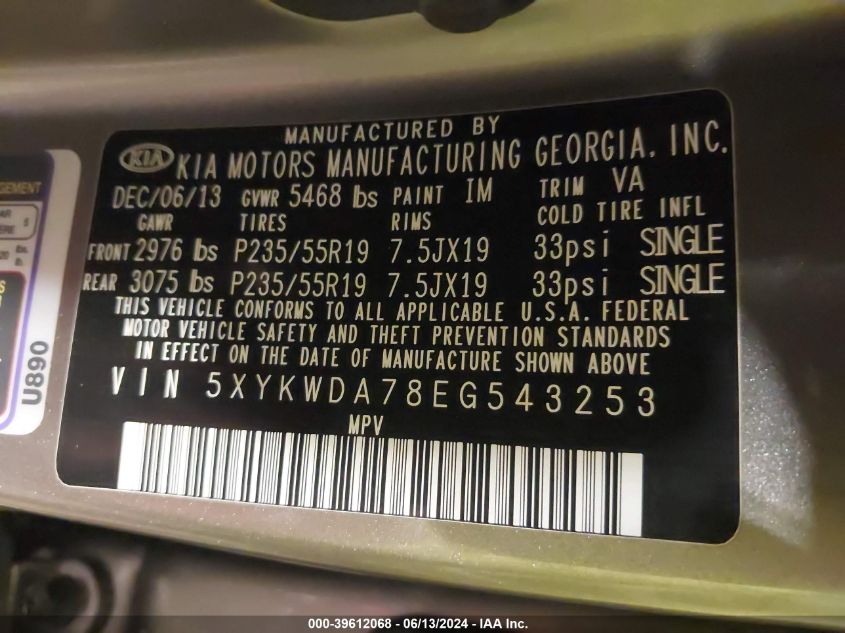 MANUFACTURED BY
KIA KIA MOTORS MANUFACTURING GEORGIA, INC.
DEC/06/13 GVWR 5468 lbs PAINT IM TRIM VA
GAWR TIRES RIMS COLD TIRE INFL
FRONT 2976 lbs P235/55R19 7.5JX19 33psi SINGLE
REAR 3075 lbs P235/55R19 7.5JX19 33psi SINGLE
THIS VEHICLE CONFORMS TO ALL APPLICABLE U.S.A. FEDERAL
MOTOR VEHICLE SAFETY AND THEFT PREVENTION STANDARDS
IN EFFECT ON THE DATE OF MANUFACTURE SHOWN ABOVE
VIN 5XYKWDA78EG543253
MPV
U890
000-39612068 - 06/13/2024 - IAA Inc.